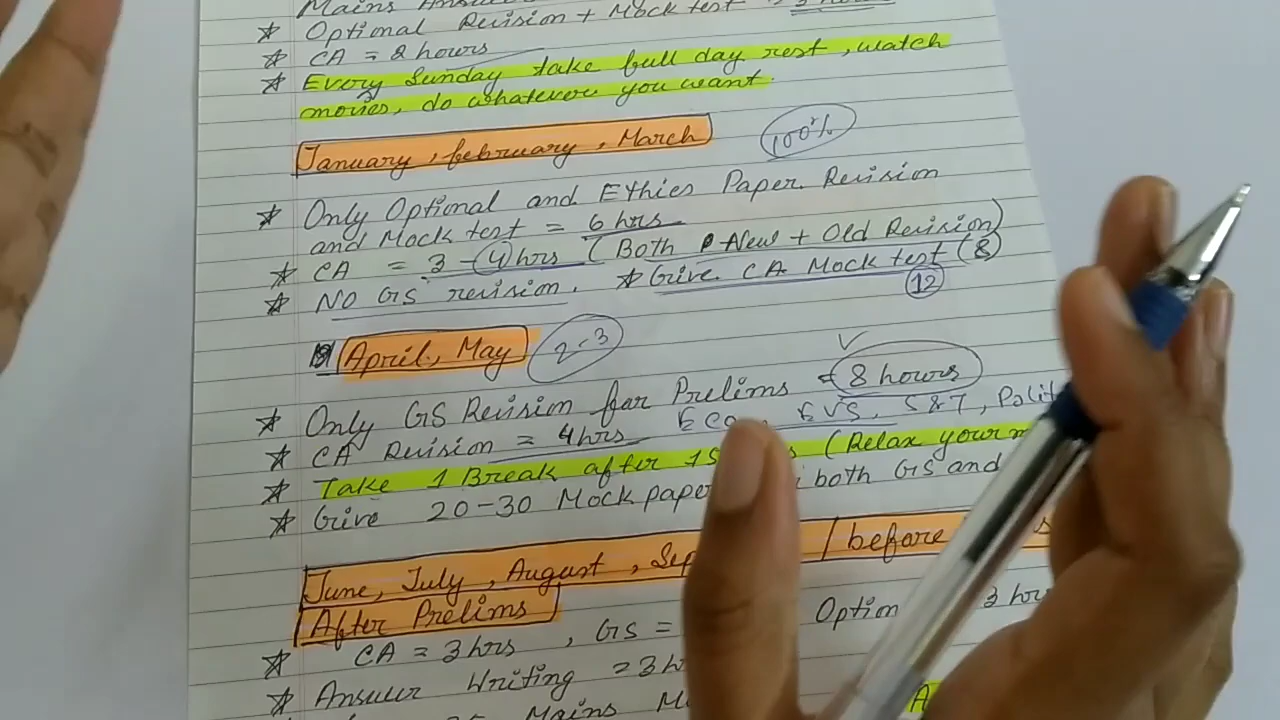 Mains
* Optional Revision + Mock test
* CA = 2 hours
* Every Sunday take full day rest, watch
movies, do whatever you want.
January, february, March 100%
* Only Optional and Ethics Paper Revision
and Mock test = 6 hrs
* CA = 3-4 hrs (Both New + Old Revision)
* NO GS revision. * Give CA Mock test (8)
12
April, May 2-3
* Only GS Revision for Prelims = 8 hours
* CA Revision = 4hrs Eco EVS, S&T, Polit
* Take 1 Break after (Relax your
* Give 20-30 Mock paper both GS and
June, July, August, Sep / before
After Prelims
* CA = 3hrs, GS = Option 3 hrs
* Answer Writing = 3h
Mains